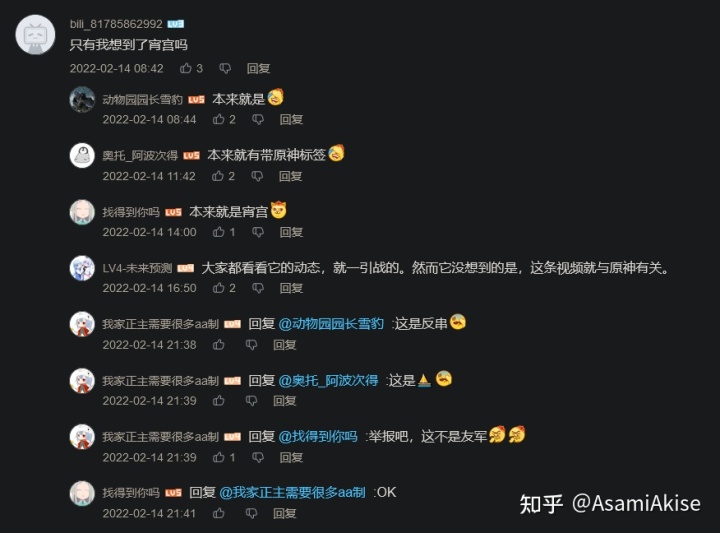 bili_81785862992 LV3
只有我想到了宵宫吗
2022-02-14 08:42 3 回复
动物园园长雪豹 LV5 本来就是
2022-02-14 08:44 2 回复
奥托_阿波次得 LV5 本来就有带原神标签
2022-02-14 11:42 2 回复
找得到你吗 LV5 本来就是宵宫
2022-02-14 14:00 1 回复
LV4-未来预测 LV4 大家都看看它的动态，就一引战的。然而它没想到的是，这条视频就与原神有关。
2022-02-14 16:50 2 回复
我家正主需要很多aa制 LV4 回复 @动物园园长雪豹 :这是反串
2022-02-14 21:38 回复
我家正主需要很多aa制 LV4 回复 @奥托_阿波次得 :这是
2022-02-14 21:39 回复
我家正主需要很多aa制 LV4 回复 @找得到你吗 :举报吧，这不是友军
2022-02-14 21:39 1 回复
找得到你吗 LV5 回复 @我家正主需要很多aa制 :OK
2022-02-14 21:41 回复
知乎 @AsamiAkise